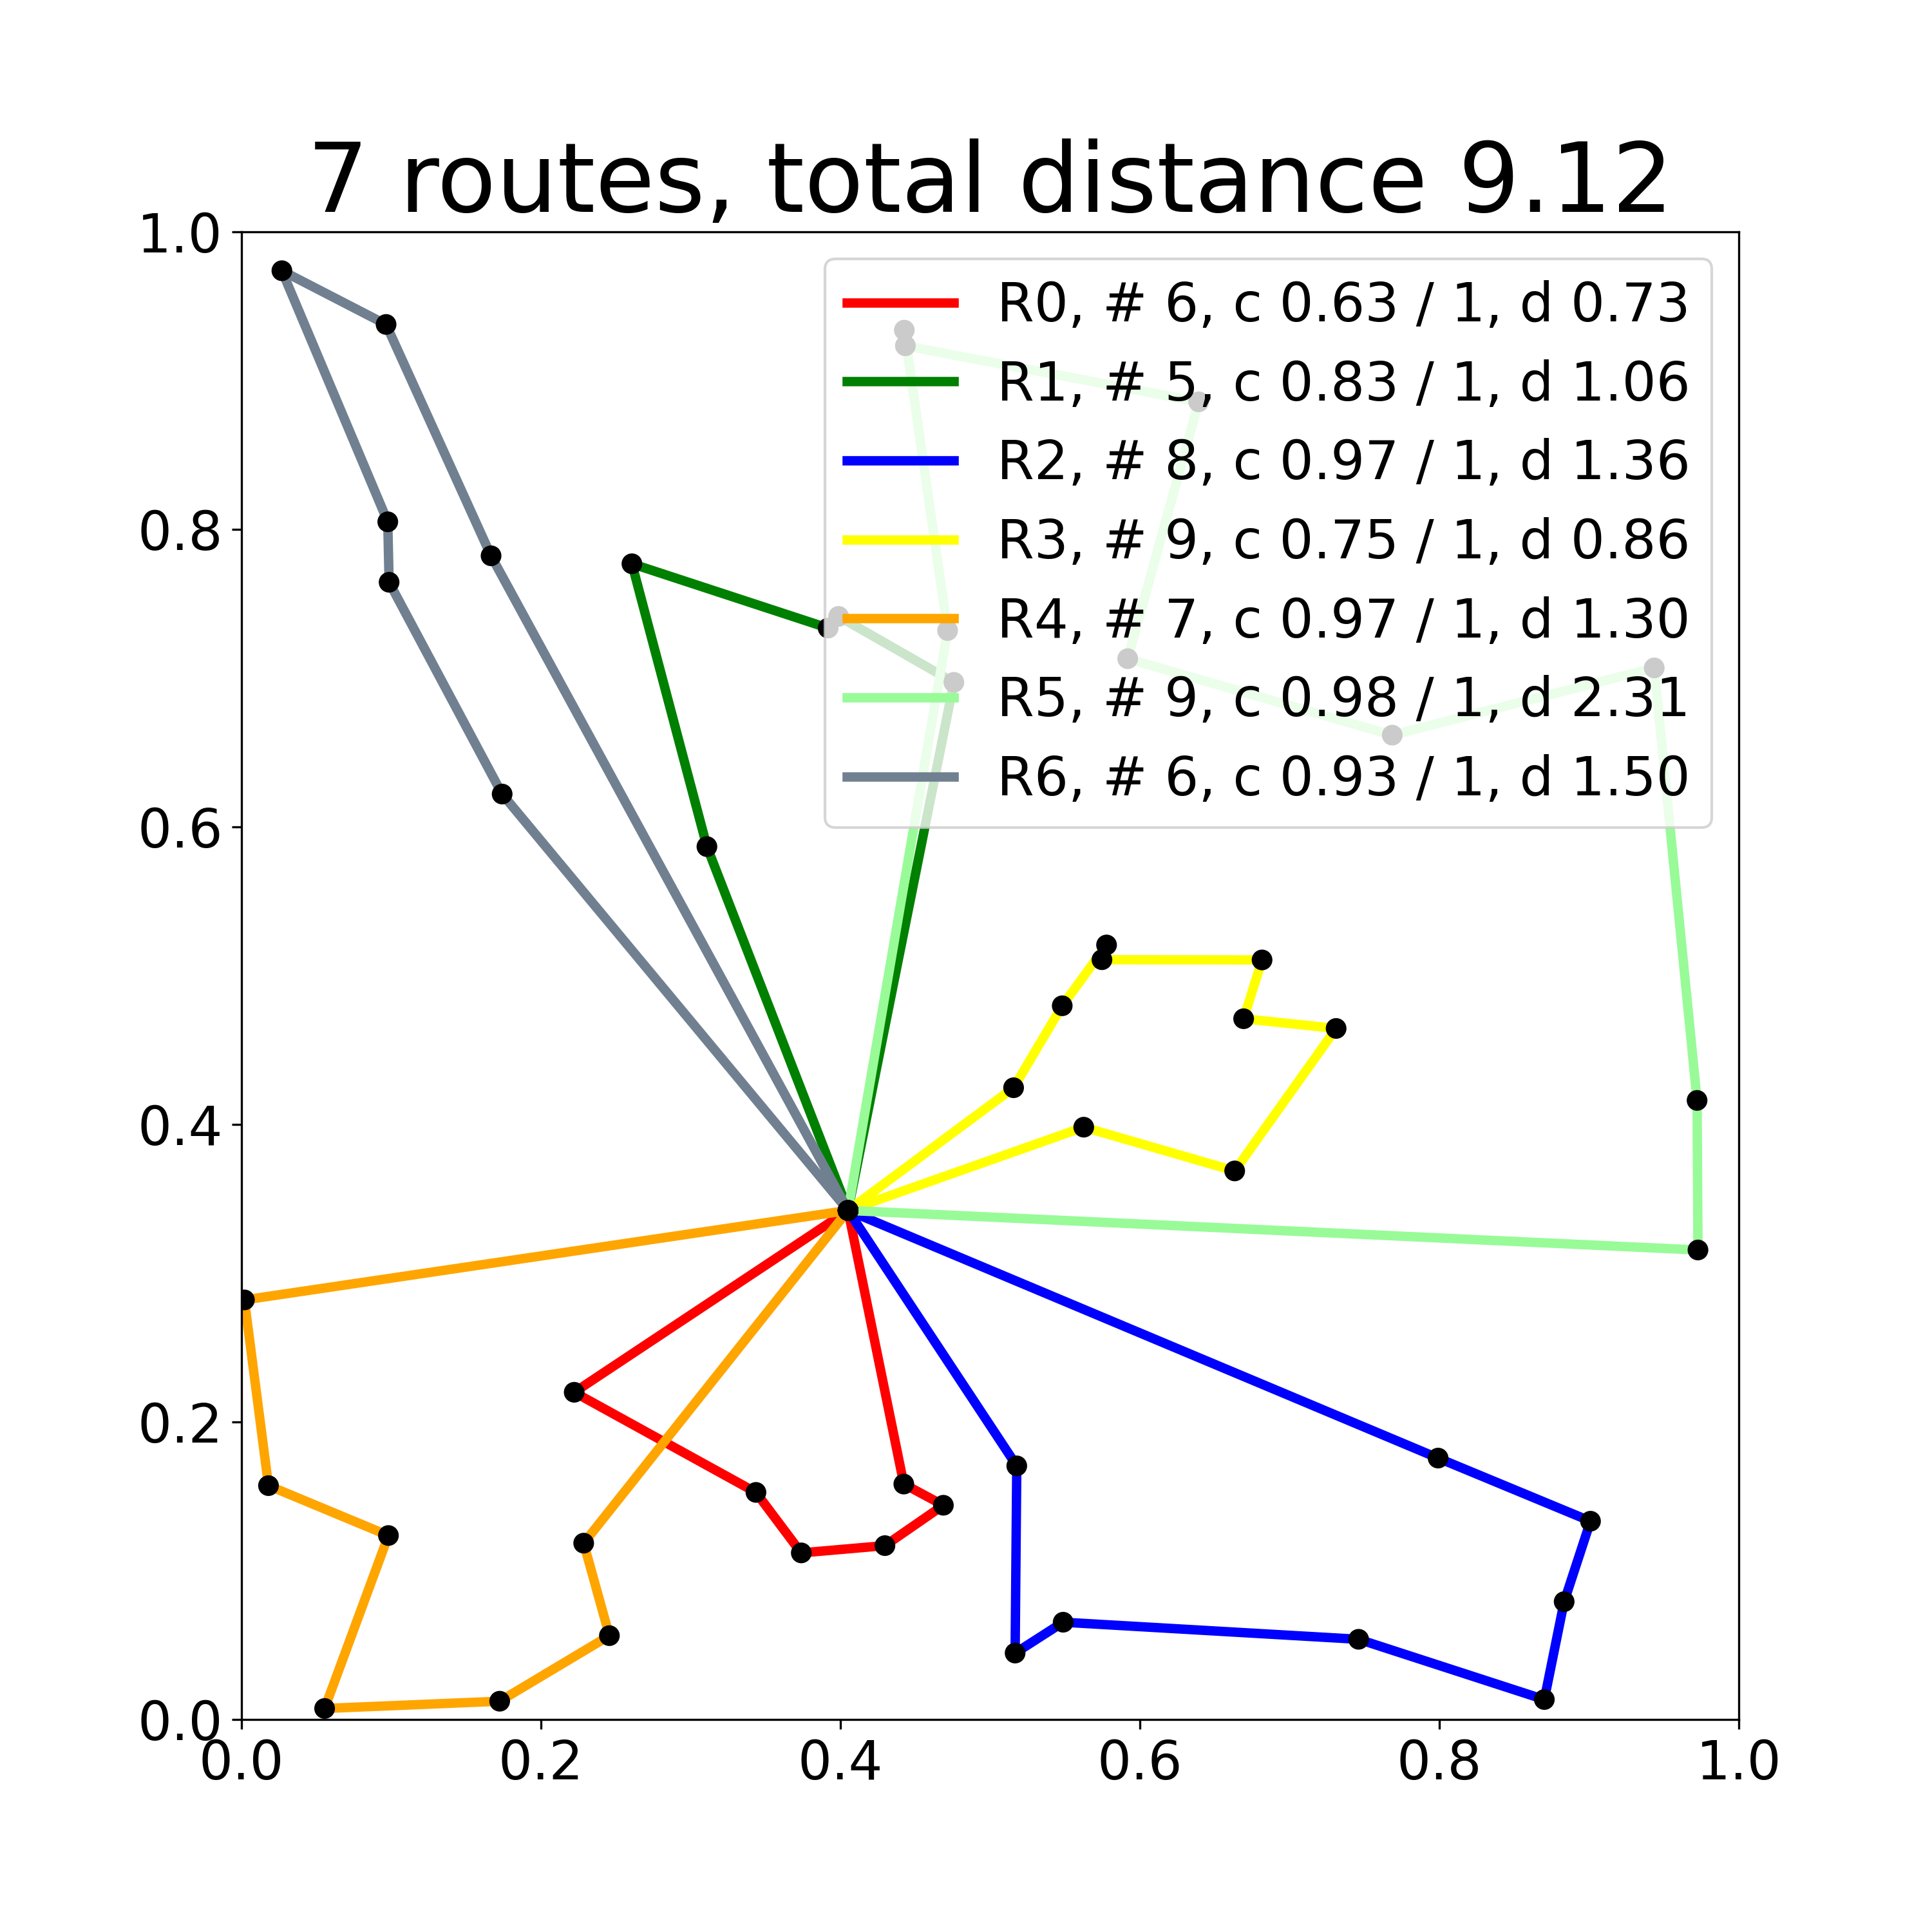 7 routes, total distance 9.12
1.0
0.8
0.6
0.4
0.2
0.0
0.0 0.2 0.4 0.6 0.8 1.0
R0, # 6, c 0.63 / 1, d 0.73
R1, # 5, c 0.83 / 1, d 1.06
R2, # 8, c 0.97 / 1, d 1.36
R3, # 9, c 0.75 / 1, d 0.86
R4, # 7, c 0.97 / 1, d 1.30
R5, # 9, c 0.98 / 1, d 2.31
R6, # 6, c 0.93 / 1, d 1.50